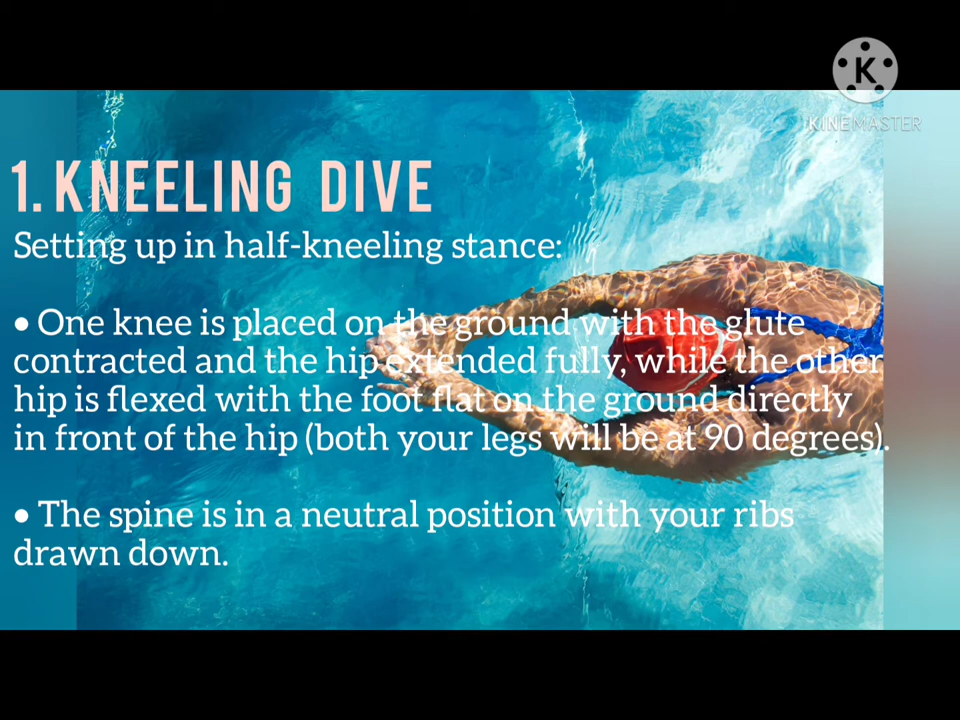 KINEMASTER
1. KNEELING DIVE
Setting up in half-kneeling stance:
• One knee is placed on the ground with the glute
contracted and the hip extended fully, while the other
hip is flexed with the foot flat on the ground directly
in front of the hip (both your legs will be at 90 degrees).
• The spine is in a neutral position with your ribs
drawn down.